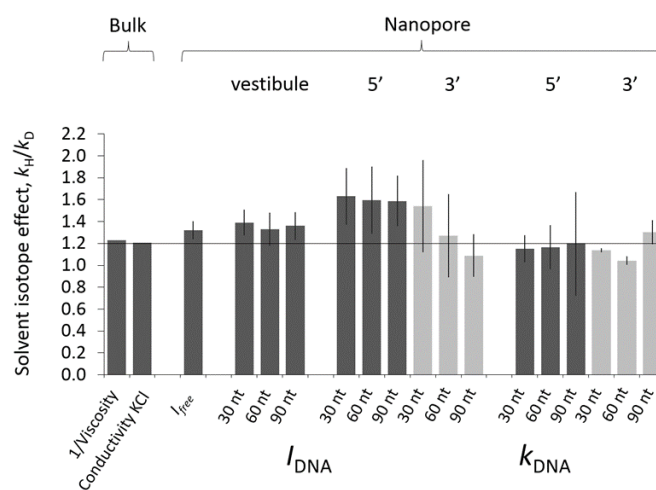 Bulk
Nanopore
vestibule 5’ 3’ 5’ 3’
Solvent isotope effect, kH/kD
2.2
2.0
1.8
1.6
1.4
1.2
1.0
0.8
0.6
0.4
0.2
0.0
1/Viscosity
Conductivity KCl
Ifree
30 nt
60 nt
90 nt
30 nt
60 nt
90 nt
30 nt
60 nt
90 nt
30 nt
60 nt
90 nt
30 nt
60 nt
90 nt
IDNA
kDNA